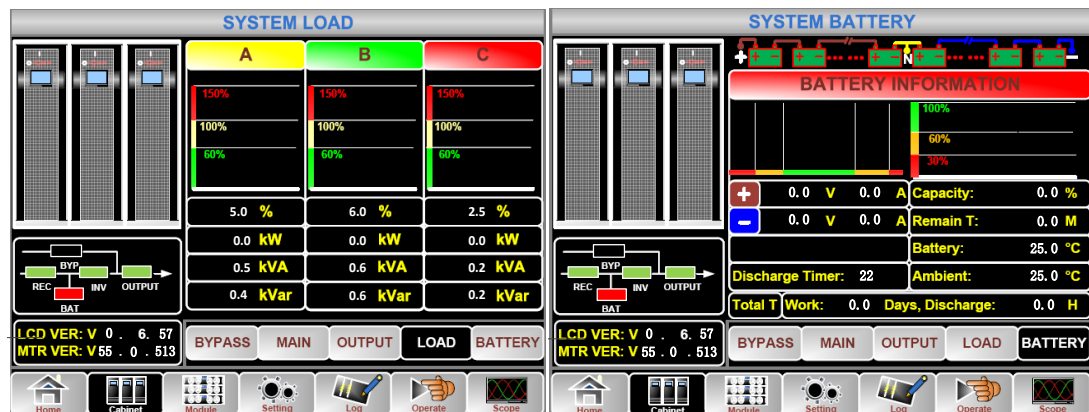 SYSTEM LOAD
A B C
150% 150% 150%
100% 100% 100%
60% 60% 60%
5.0 % 6.0 % 2.5 %
0.0 kW 0.0 kW 0.0 kW
0.5 kVA 0.6 kVA 0.2 kVA
0.4 kVar 0.6 kVar 0.2 kVar
BYP
REC INV OUTPUT
BAT
LCD VER: V 0 . 6. 57
MTR VER: V 55 . 0 . 513
BYPASS MAIN OUTPUT LOAD BATTERY
Home Cabinet Module Setting Log Operate Scope
SYSTEM BATTERY
+ + - + - N + - + - + - -
BATTERY INFORMATION
100%
60%
30%
+ 0.0 V 0.0 A Capacity: 0.0 %
- 0.0 V 0.0 A Remain T: 0.0 M
Battery: 25.0 °C
Discharge Timer: 22 Ambient: 25.0 °C
Total T Work: 0.0 Days, Discharge: 0.0 H
BYP
REC INV OUTPUT
BAT
LCD VER: V 0 . 6. 57
MTR VER: V 55 . 0 . 513
BYPASS MAIN OUTPUT LOAD BATTERY
Home Cabinet Module Setting Log Operate Scope